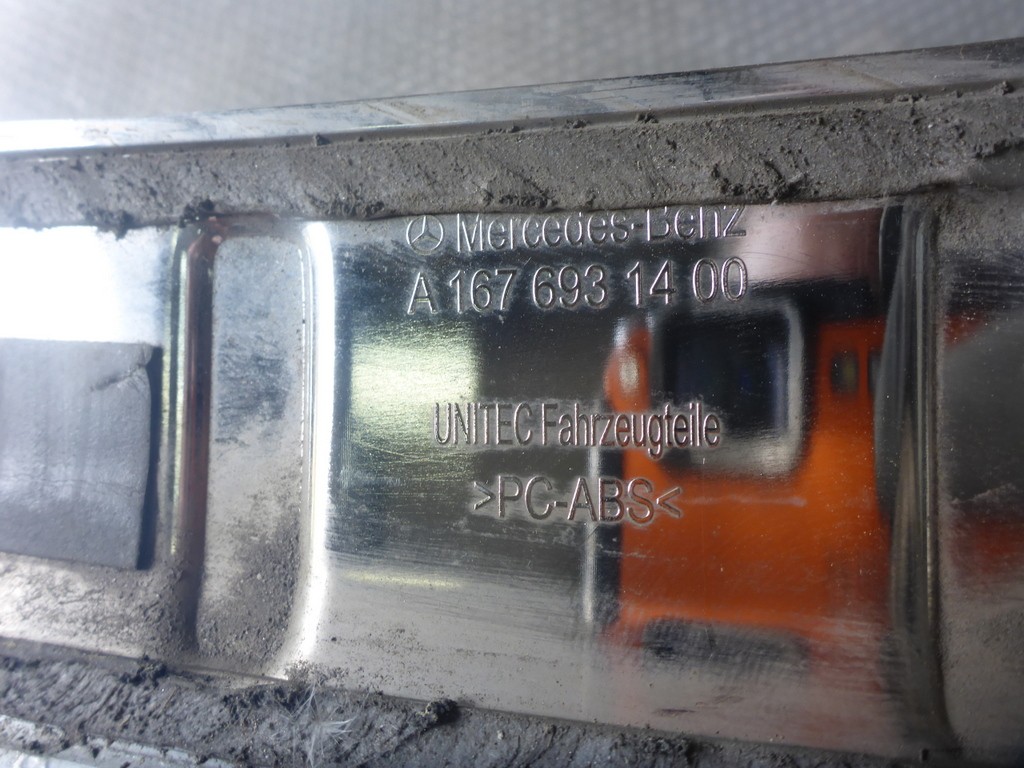 Mercedes-Benz
A 167 693 14 00
UNITEC Fahrzeugteile
>PC-ABS<